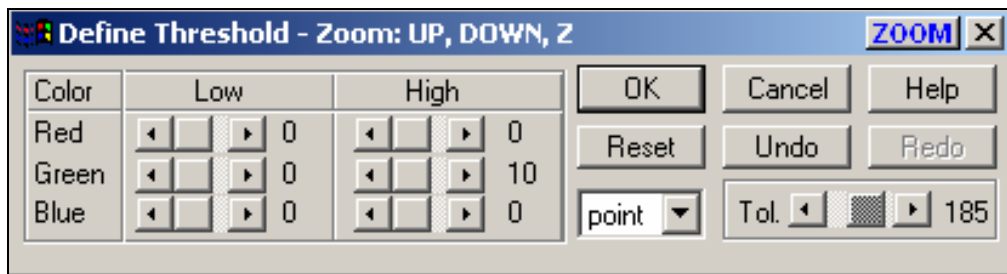 Define Threshold - Zoom: UP, DOWN, Z ZOOM
Color Low High OK Cancel Help
Red 0 0
Reset Undo Redo
Green 0 10
Blue 0 0
point Tol. 185